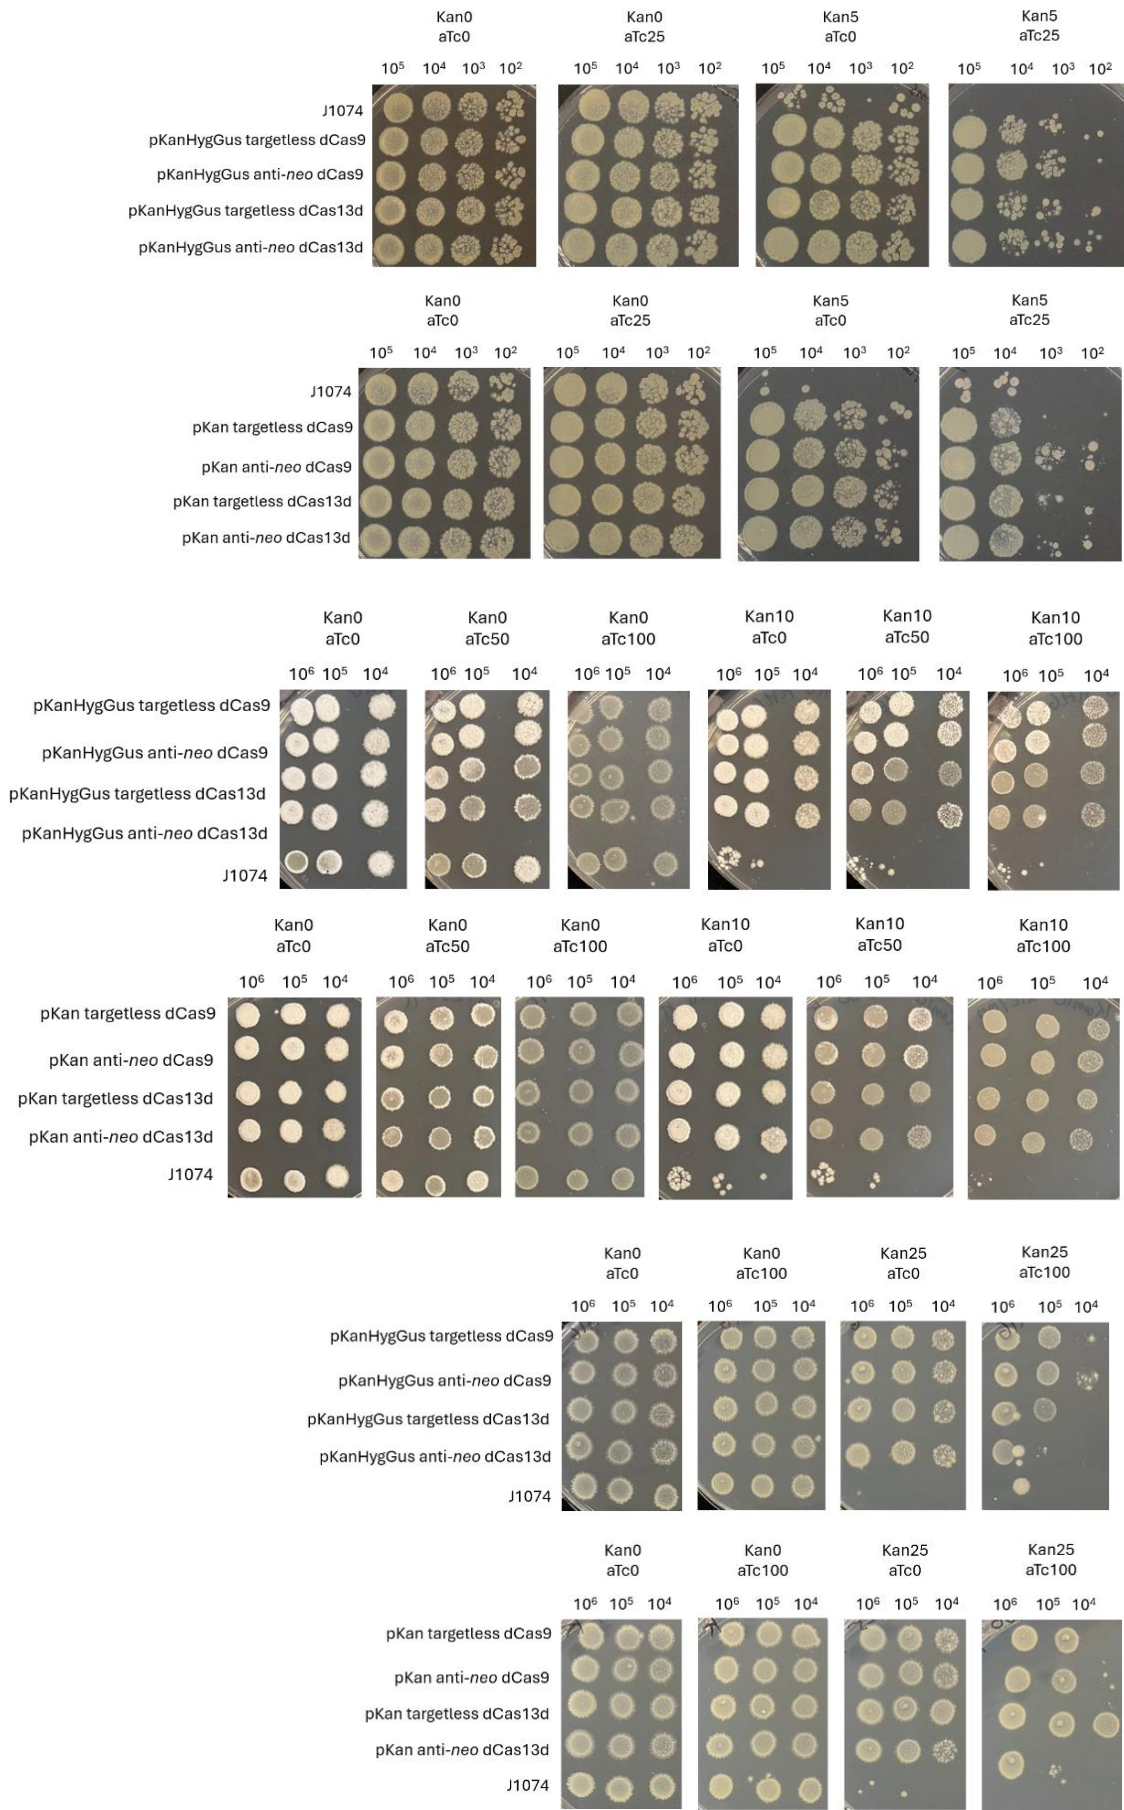 Kan0 Kan0 Kan5 Kan5
aTc0 aTc25 aTc0 aTc25
10⁵ 10⁴ 10³ 10² 10⁵ 10⁴ 10³ 10² 10⁵ 10⁴ 10³ 10² 10⁵ 10⁴ 10³ 10²
J1074
pKanHygGus targetless dCas9
pKanHygGus anti-neo dCas9
pKanHygGus targetless dCas13d
pKanHygGus anti-neo dCas13d
Kan0 Kan0 Kan5 Kan5
aTc0 aTc25 aTc0 aTc25
10⁵ 10⁴ 10³ 10² 10⁵ 10⁴ 10³ 10² 10⁵ 10⁴ 10³ 10² 10⁵ 10⁴ 10³ 10²
J1074
pKan targetless dCas9
pKan anti-neo dCas9
pKan targetless dCas13d
pKan anti-neo dCas13d
Kan0 Kan0 Kan0 Kan10 Kan10 Kan10
aTc0 aTc50 aTc100 aTc0 aTc50 aTc100
10⁶ 10⁵ 10⁴ 10⁶ 10⁵ 10⁴ 10⁶ 10⁵ 10⁴ 10⁶ 10⁵ 10⁴ 10⁶ 10⁵ 10⁴ 10⁶ 10⁵ 10⁴
pKanHygGus targetless dCas9
pKanHygGus anti-neo dCas9
pKanHygGus targetless dCas13d
pKanHygGus anti-neo dCas13d
J1074
Kan0 Kan0 Kan0 Kan10 Kan10 Kan10
aTc0 aTc50 aTc100 aTc0 aTc50 aTc100
10⁶ 10⁵ 10⁴ 10⁶ 10⁵ 10⁴ 10⁶ 10⁵ 10⁴ 10⁶ 10⁵ 10⁴ 10⁶ 10⁵ 10⁴ 10⁶ 10⁵ 10⁴
pKan targetless dCas9
pKan anti-neo dCas9
pKan targetless dCas13d
pKan anti-neo dCas13d
J1074
Kan0 Kan0 Kan25 Kan25
aTc0 aTc100 aTc0 aTc100
10⁶ 10⁵ 10⁴ 10⁶ 10⁵ 10⁴ 10⁶ 10⁵ 10⁴ 10⁶ 10⁵ 10⁴
pKanHygGus targetless dCas9
pKanHygGus anti-neo dCas9
pKanHygGus targetless dCas13d
pKanHygGus anti-neo dCas13d
J1074
Kan0 Kan0 Kan25 Kan25
aTc0 aTc100 aTc0 aTc100
10⁶ 10⁵ 10⁴ 10⁶ 10⁵ 10⁴ 10⁶ 10⁵ 10⁴ 10⁶ 10⁵ 10⁴
pKan targetless dCas9
pKan anti-neo dCas9
pKan targetless dCas13d
pKan anti-neo dCas13d
J1074